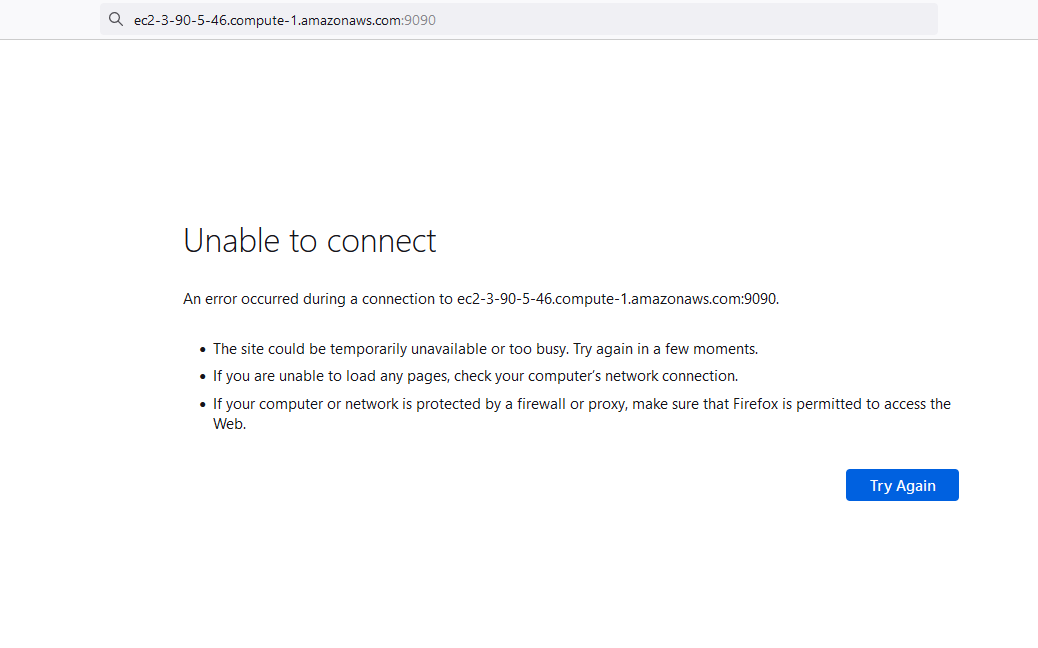 ec2-3-90-5-46.compute-1.amazonaws.com:9090
Unable to connect
An error occurred during a connection to ec2-3-90-5-46.compute-1.amazonaws.com:9090.
• The site could be temporarily unavailable or too busy. Try again in a few moments.
• If you are unable to load any pages, check your computer’s network connection.
• If your computer or network is protected by a firewall or proxy, make sure that Firefox is permitted to access the
Web.
Try Again